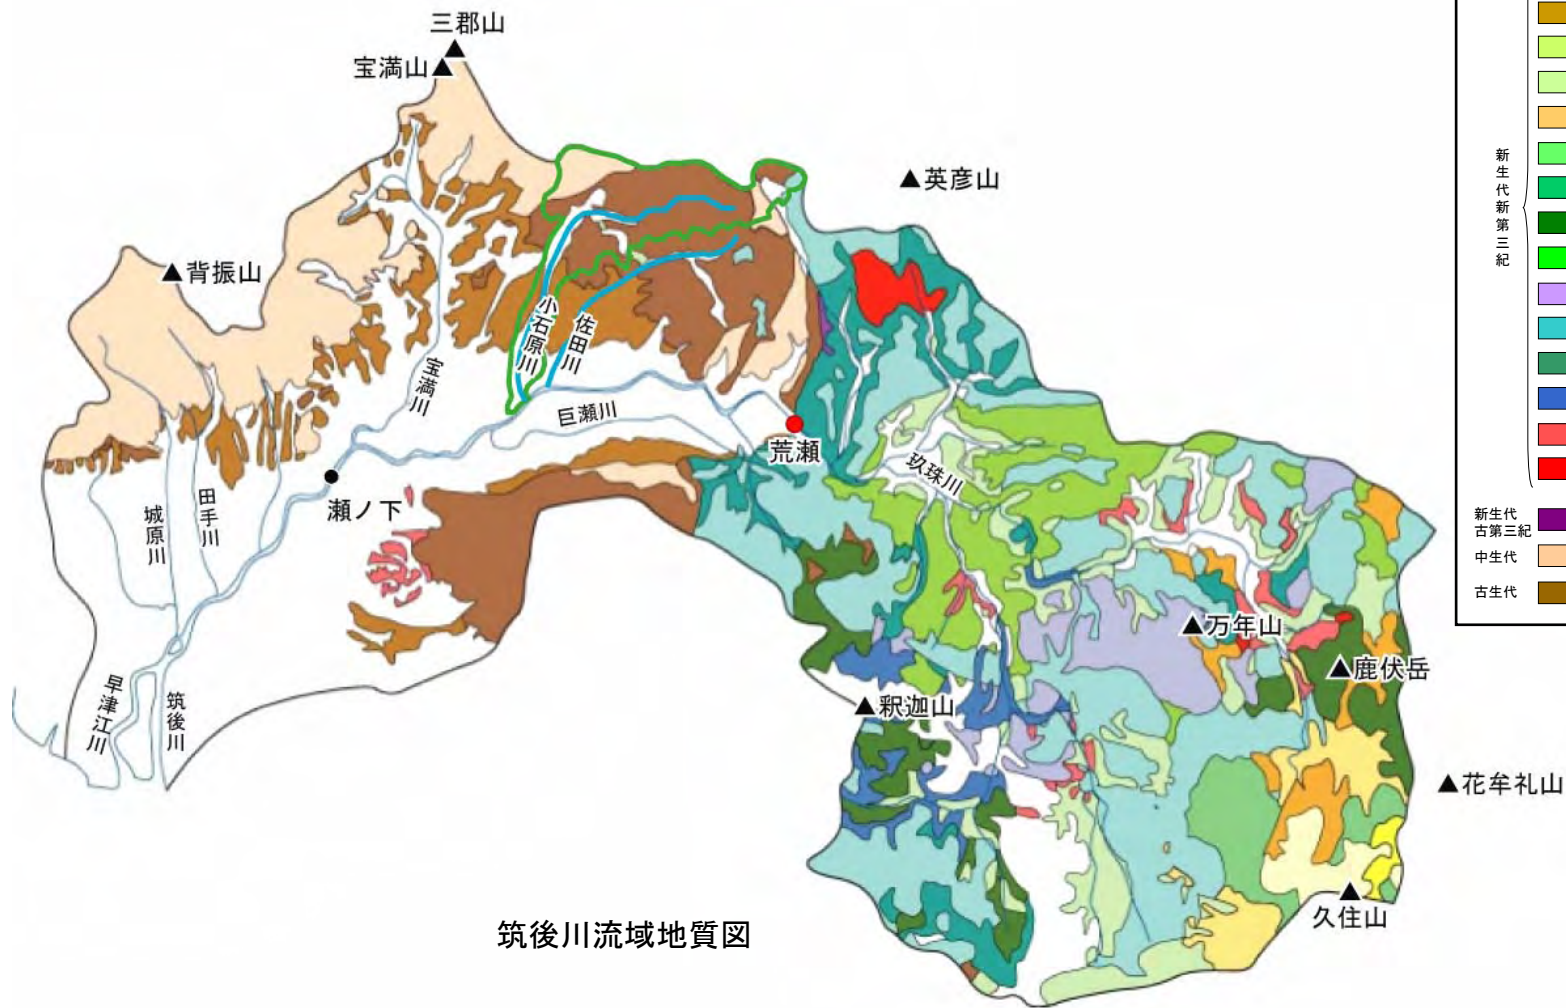 三郡山
宝満山
英彦山
背振山
小石原川
佐田川
宝満川
巨瀬川
荒瀬
玖珠川
瀬ノ下
城原川
田手川
早津江川
筑後川
万年山
鹿伏岳
釈迦山
花牟礼山
久住山
筑後川流域地質図
新生代新第三紀
新生代
古第三紀
中生代
古生代